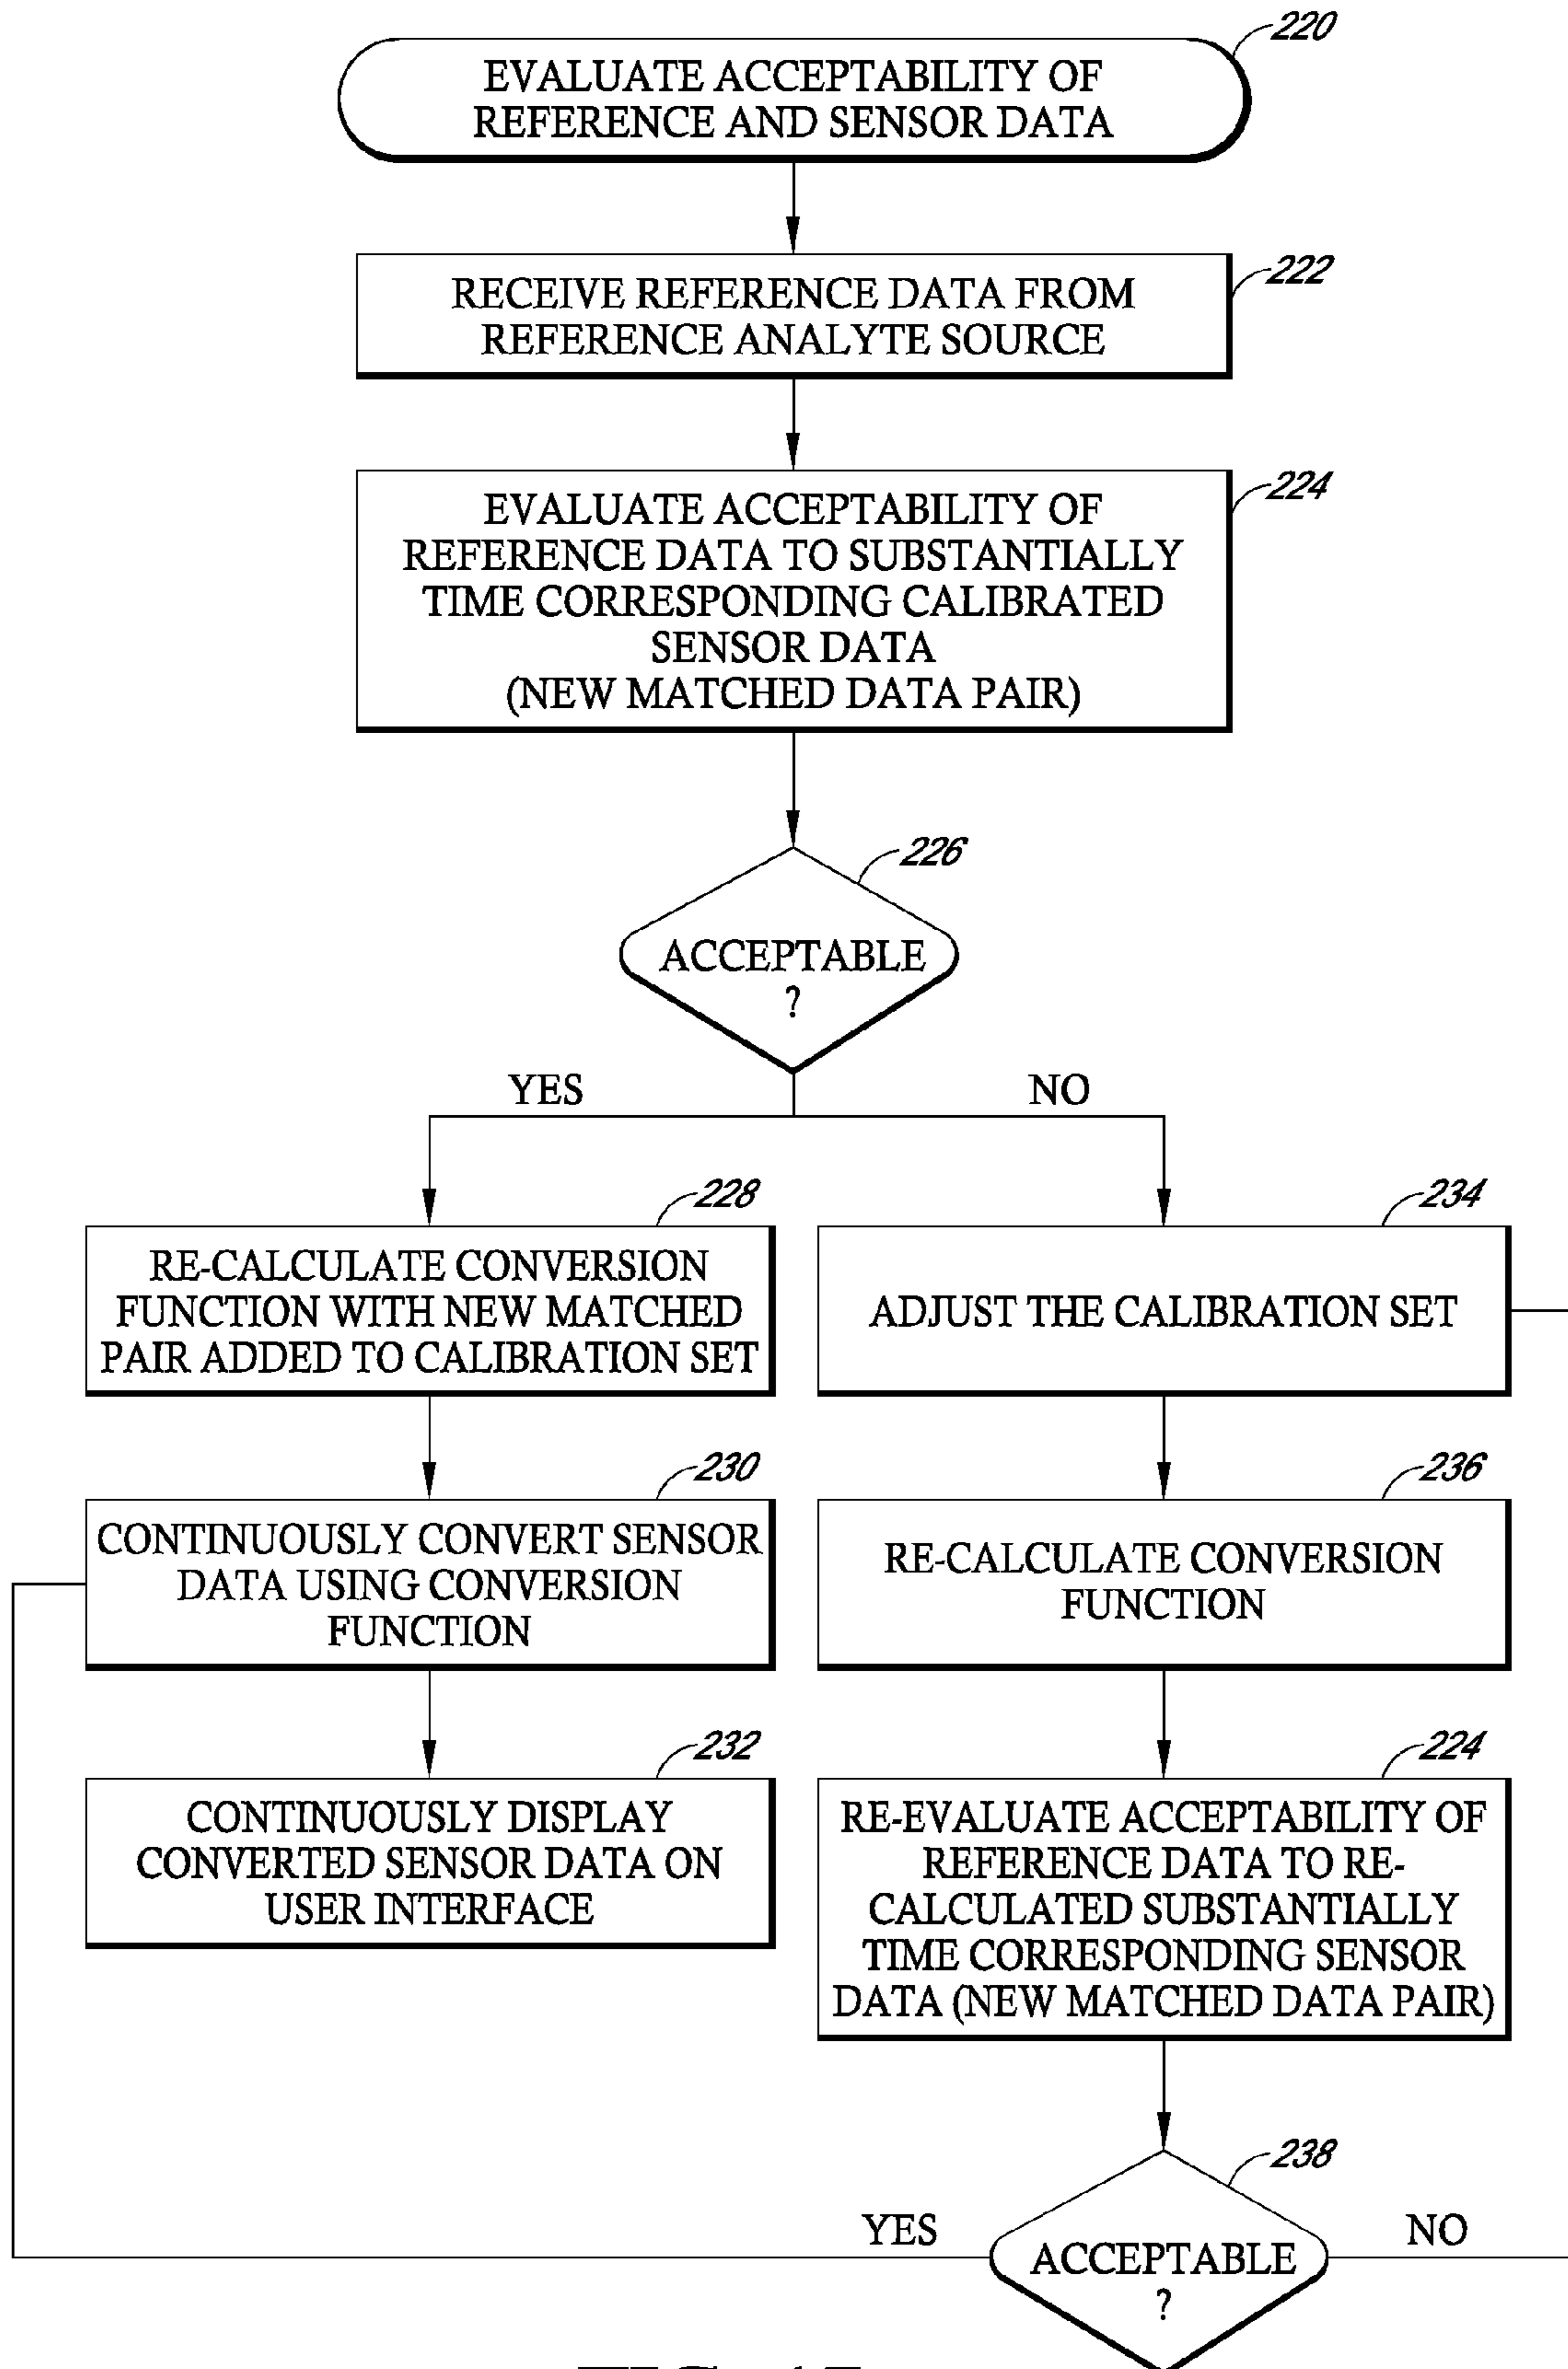 220
EVALUATE ACCEPTABILITY OF
REFERENCE AND SENSOR DATA
222
RECEIVE REFERENCE DATA FROM
REFERENCE ANALYTE SOURCE
224
EVALUATE ACCEPTABILITY OF
REFERENCE DATA TO SUBSTANTIALLY
TIME CORRESPONDING CALIBRATED
SENSOR DATA
(NEW MATCHED DATA PAIR)
226
ACCEPTABLE
?
YES
NO
228
RE-CALCULATE CONVERSION
FUNCTION WITH NEW MATCHED
PAIR ADDED TO CALIBRATION SET
234
ADJUST THE CALIBRATION SET
230
CONTINUOUSLY CONVERT SENSOR
DATA USING CONVERSION
FUNCTION
236
RE-CALCULATE CONVERSION
FUNCTION
232
CONTINUOUSLY DISPLAY
CONVERTED SENSOR DATA ON
USER INTERFACE
224
RE-EVALUATE ACCEPTABILITY OF
REFERENCE DATA TO RE-
CALCULATED SUBSTANTIALLY
TIME CORRESPONDING SENSOR
DATA (NEW MATCHED DATA PAIR)
238
YES
ACCEPTABLE
?
NO